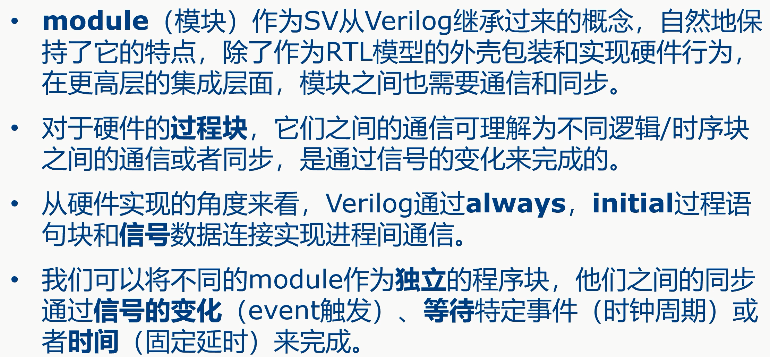 • module（模块）作为SV从Verilog继承过来的概念，自然地保
持了它的特点，除了作为RTL模型的外壳包装和实现硬件行为，
在更高层的集成层面，模块之间也需要通信和同步。
• 对于硬件的过程块，它们之间的通信可理解为不同逻辑/时序块
之间的通信或者同步，是通过信号的变化来完成的。
• 从硬件实现的角度来看，Verilog通过always，initial过程语
句块和信号数据连接实现进程间通信。
• 我们可以将不同的module作为独立的程序块，他们之间的同步
通过信号的变化（event触发）、等待特定事件（时钟周期）或
者时间（固定延时）来完成。